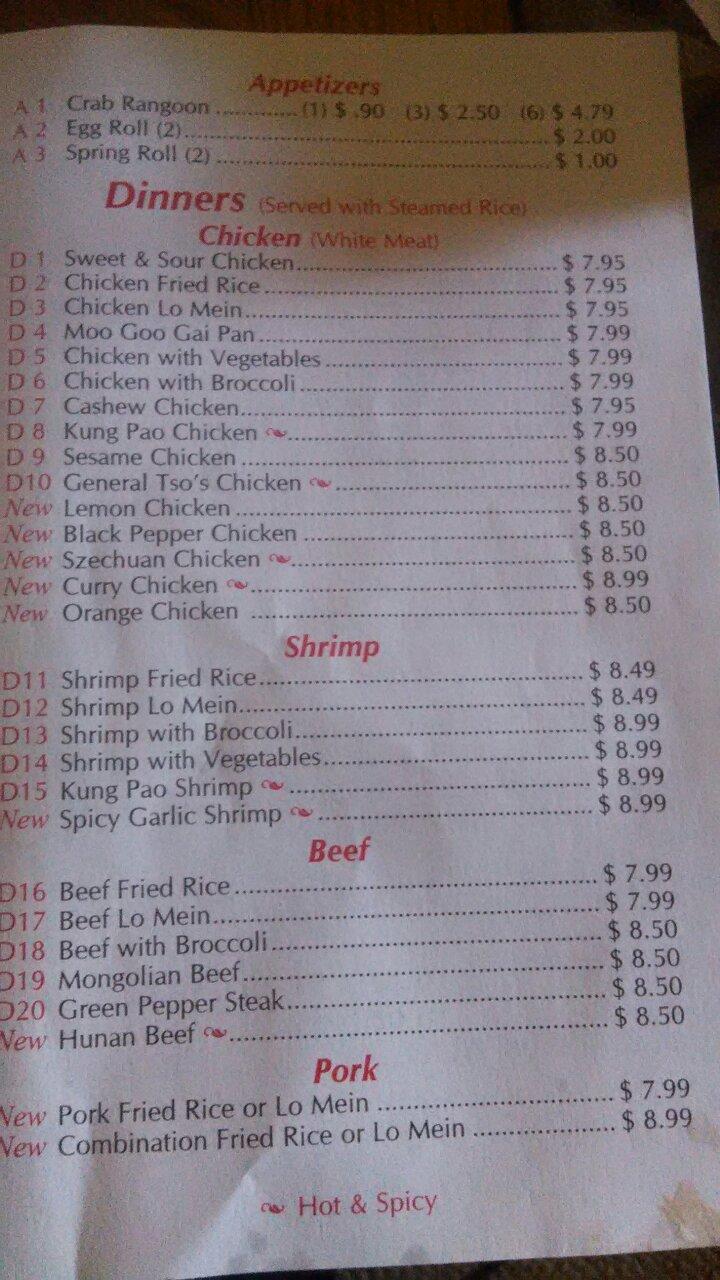 Appetizers
A 1 Crab Rangoon .............(1) $ .90 (3) $ 2.50 (6) $ 4.79
A 2 Egg Roll (2)............................................................$ 2.00
A 3 Spring Roll (2) .......................................................$ 1.00
Dinners (Served with Steamed Rice)
Chicken (White Meat)
D 1 Sweet & Sour Chicken........................................... $ 7.95
D 2 Chicken Fried Rice ................................................ $ 7.95
D 3 Chicken Lo Mein................................................... $ 7.95
D 4 Moo Goo Gai Pan ................................................. $ 7.99
D 5 Chicken with Vegetables ....................................... $ 7.99
D 6 Chicken with Broccoli ........................................... $ 7.99
D 7 Cashew Chicken.................................................... $ 7.95
D 8 Kung Pao Chicken ............................................. $ 7.99
D 9 Sesame Chicken .................................................... $ 8.50
D10 General Tso's Chicken ...................................... $ 8.50
New Lemon Chicken .................................................... $ 8.50
New Black Pepper Chicken ......................................... $ 8.50
New Szechuan Chicken ............................................ $ 8.50
New Curry Chicken .................................................. $ 8.99
New Orange Chicken .................................................. $ 8.50
Shrimp
D11 Shrimp Fried Rice.................................................. $ 8.49
D12 Shrimp Lo Mein..................................................... $ 8.49
D13 Shrimp with Broccoli............................................. $ 8.99
D14 Shrimp with Vegetables......................................... $ 8.99
D15 Kung Pao Shrimp .............................................. $ 8.99
New Spicy Garlic Shrimp .......................................... $ 8.99
Beef
D16 Beef Fried Rice ....................................................... $ 7.99
D17 Beef Lo Mein.......................................................... $ 7.99
D18 Beef with Broccoli .................................................. $ 8.50
D19 Mongolian Beef...................................................... $ 8.50
D20 Green Pepper Steak................................................ $ 8.50
New Hunan Beef ........................................................ $ 8.50
Pork
New Pork Fried Rice or Lo Mein ................................... $ 7.99
New Combination Fried Rice or Lo Mein ..................... $ 8.99
Hot & Spicy